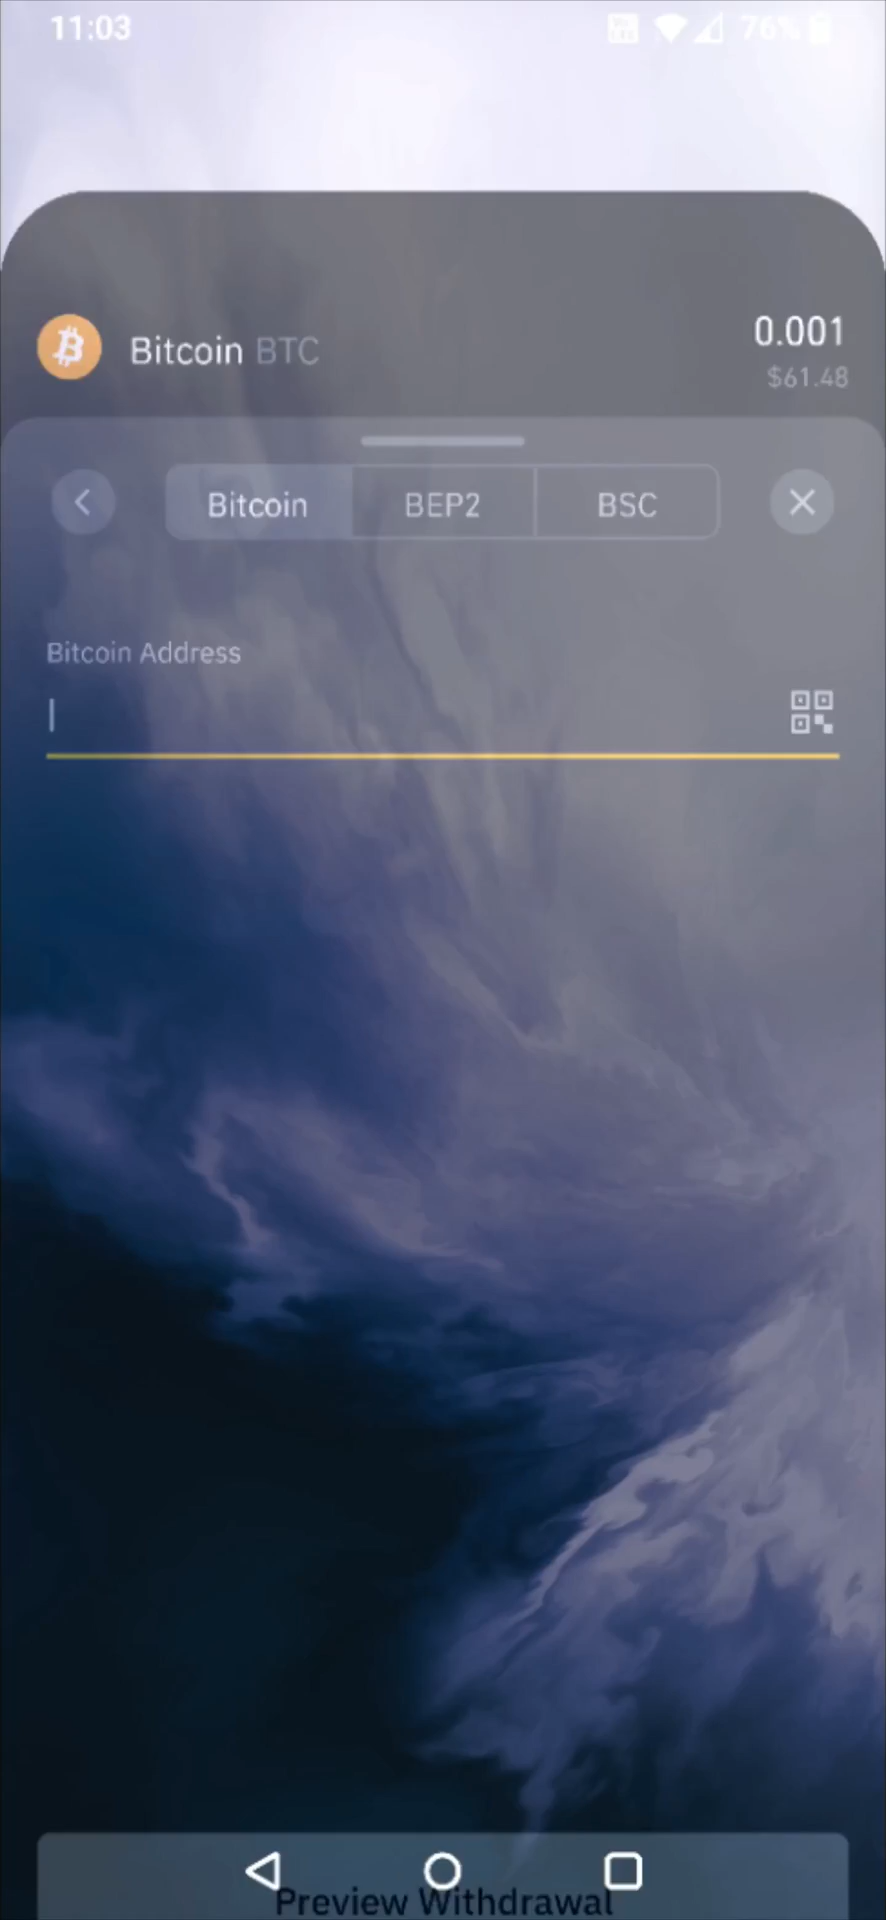 11:03
76%
Bitcoin BTC
0.001
$61.48
Bitcoin
BEP2
BSC
Bitcoin Address
Preview Withdrawal